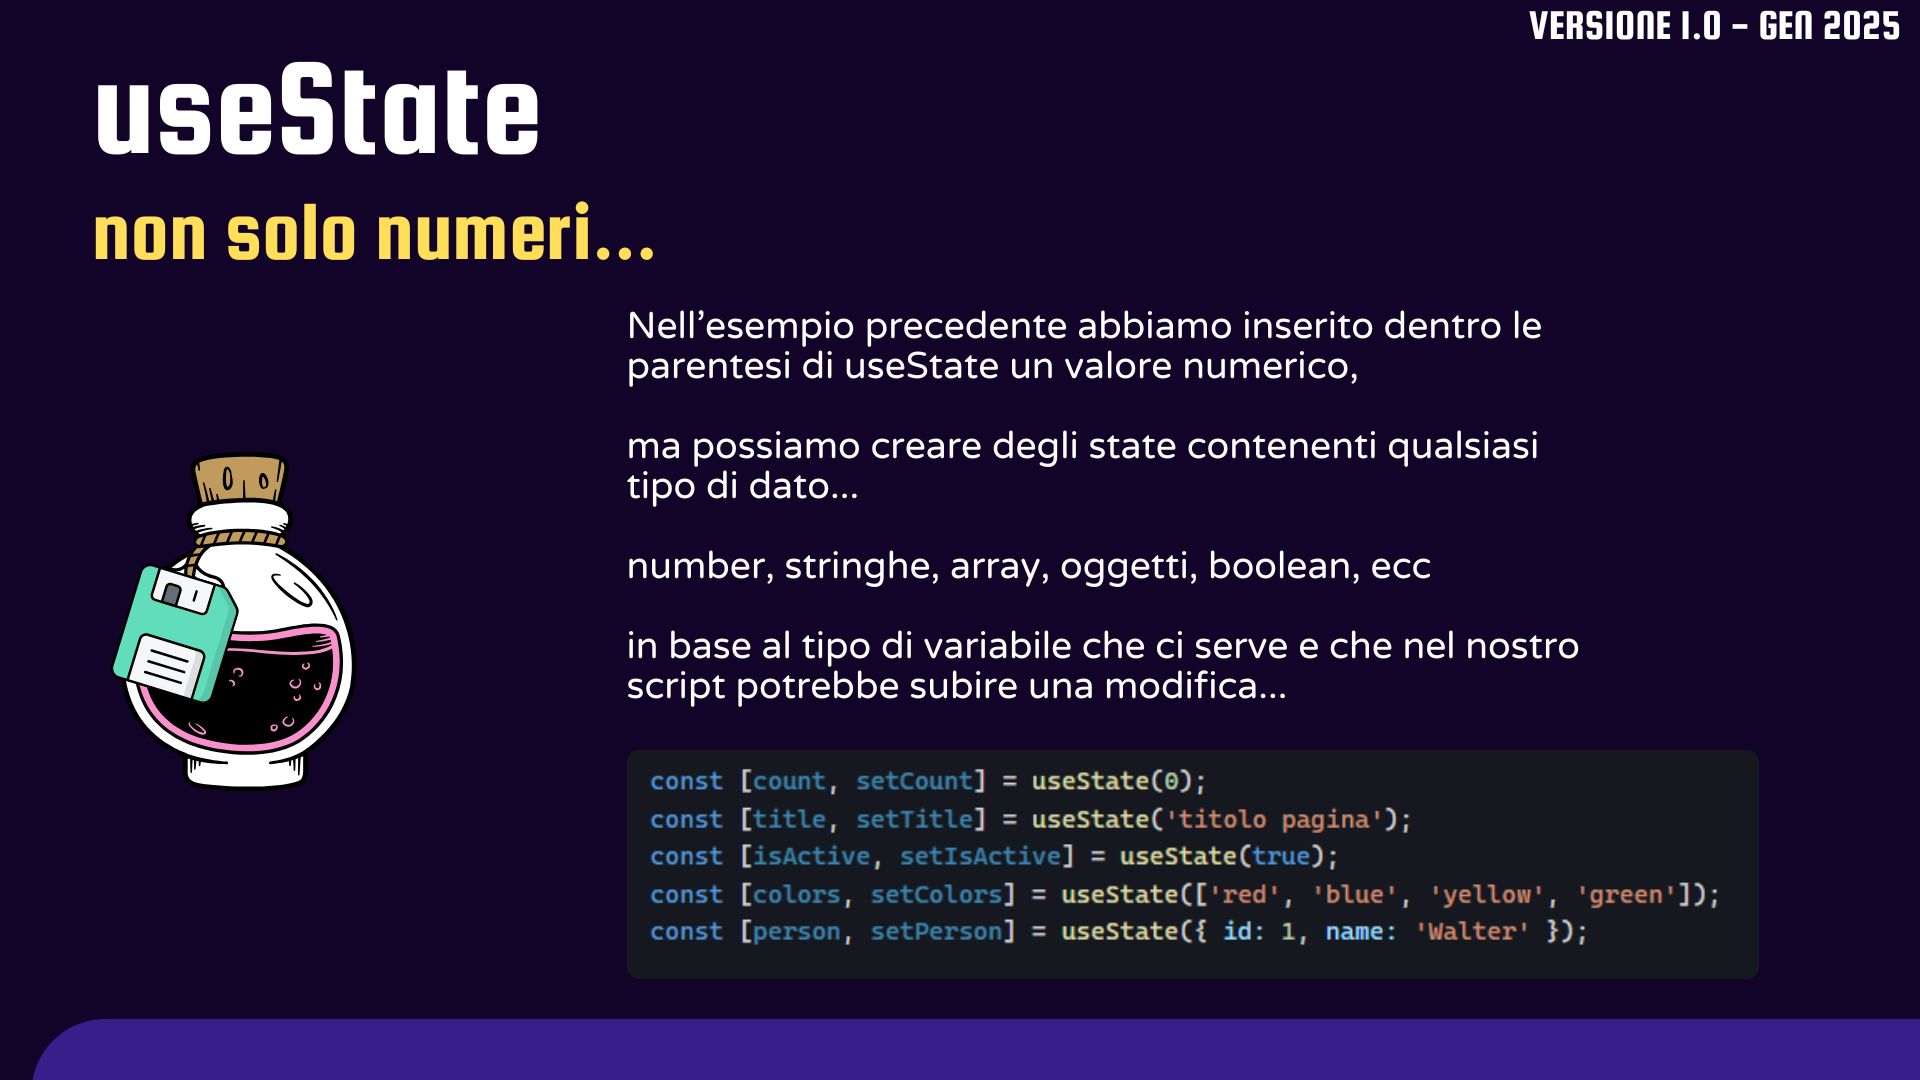 VERSIONE 1.0 - GEN 2025
useState
non solo numeri...
Nell’esempio precedente abbiamo inserito dentro le
parentesi di useState un valore numerico,
ma possiamo creare degli state contenenti qualsiasi
tipo di dato...
number, stringhe, array, oggetti, boolean, ecc
in base al tipo di variabile che ci serve e che nel nostro
script potrebbe subire una modifica...
const [count, setCount] = useState(0);
const [title, setTitle] = useState('titolo pagina');
const [isActive, setIsActive] = useState(true);
const [colors, setColors] = useState(['red', 'blue', 'yellow', 'green']);
const [person, setPerson] = useState({ id: 1, name: 'Walter' });